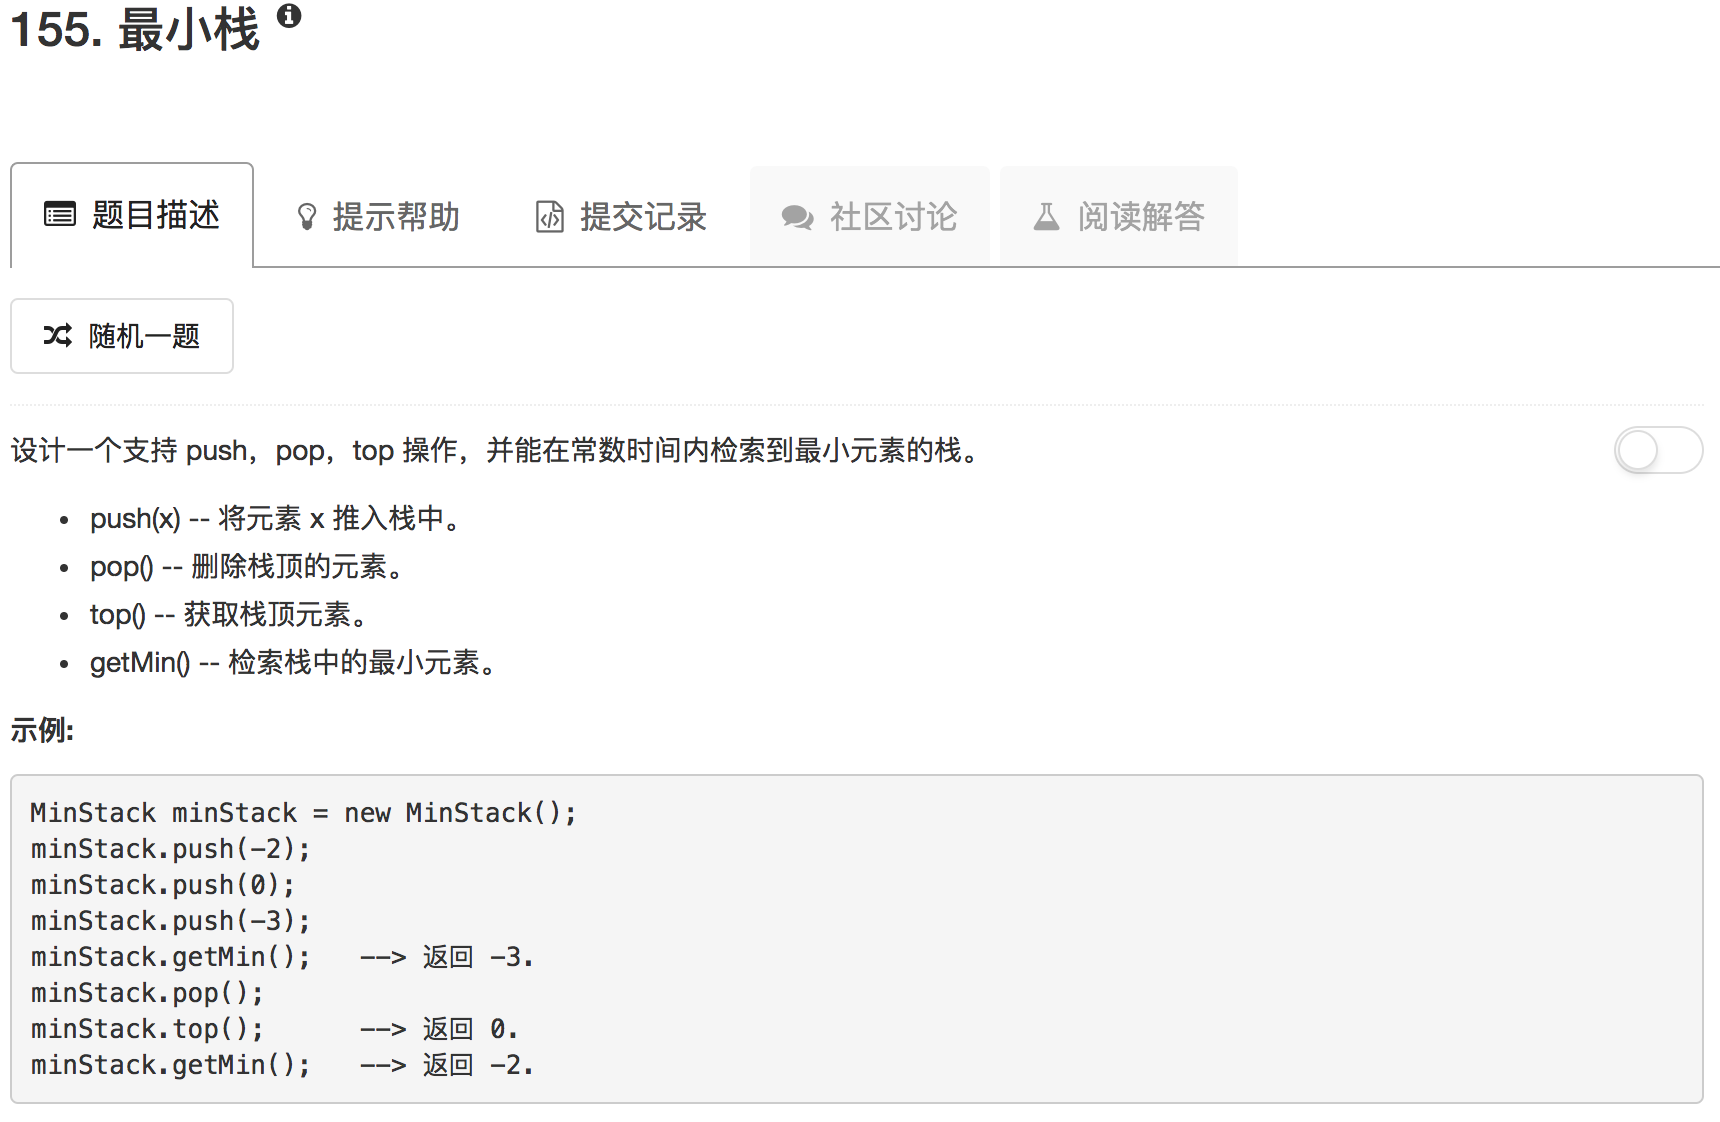 155. 最小栈
题目描述
提示帮助
提交记录
社区讨论
阅读解答
随机一题
设计一个支持 push，pop，top 操作，并能在常数时间内检索到最小元素的栈。
• push(x) -- 将元素 x 推入栈中。
• pop() -- 删除栈顶的元素。
• top() -- 获取栈顶元素。
• getMin() -- 检索栈中的最小元素。
示例:
MinStack minStack = new MinStack();
minStack.push(-2);
minStack.push(0);
minStack.push(-3);
minStack.getMin();   --> 返回 -3.
minStack.pop();
minStack.top();      --> 返回 0.
minStack.getMin();   --> 返回 -2.